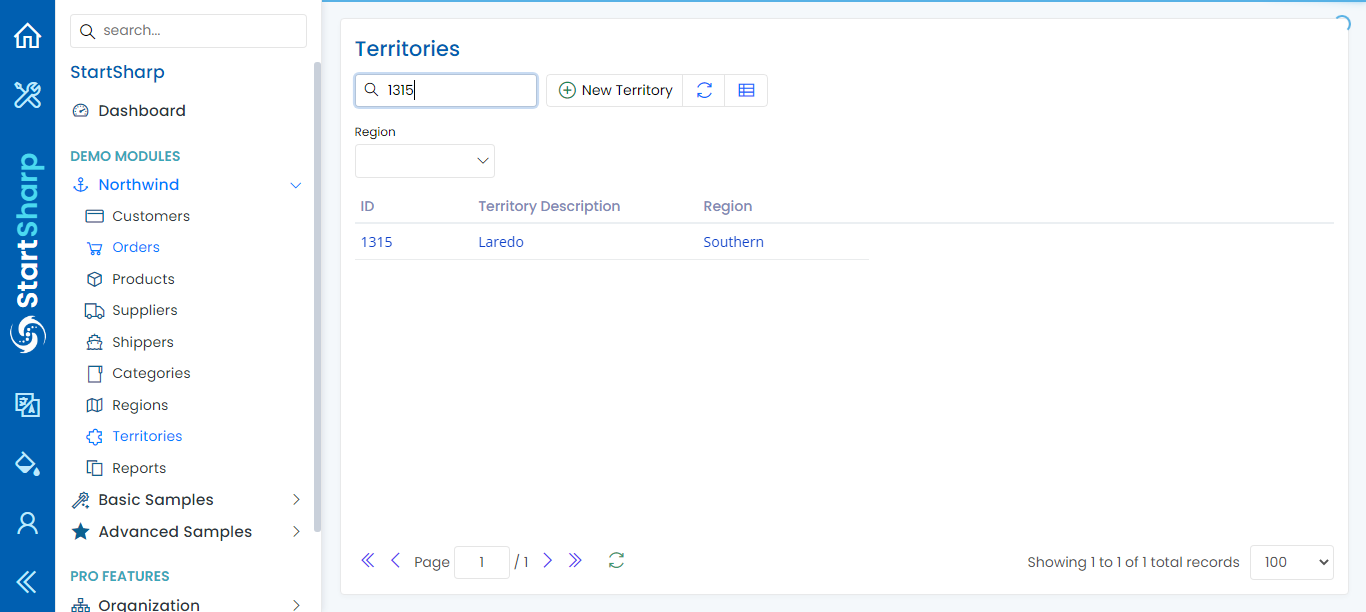 StartSharp
search...
StartSharp
Dashboard
DEMO MODULES
Northwind
Customers
Orders
Products
Suppliers
Shippers
Categories
Regions
Territories
Reports
Basic Samples
Advanced Samples
PRO FEATURES
Organization
Territories
1315
New Territory
Region
ID Territory Description Region
1315 Laredo Southern
Page 1 / 1
Showing 1 to 1 of 1 total records 100